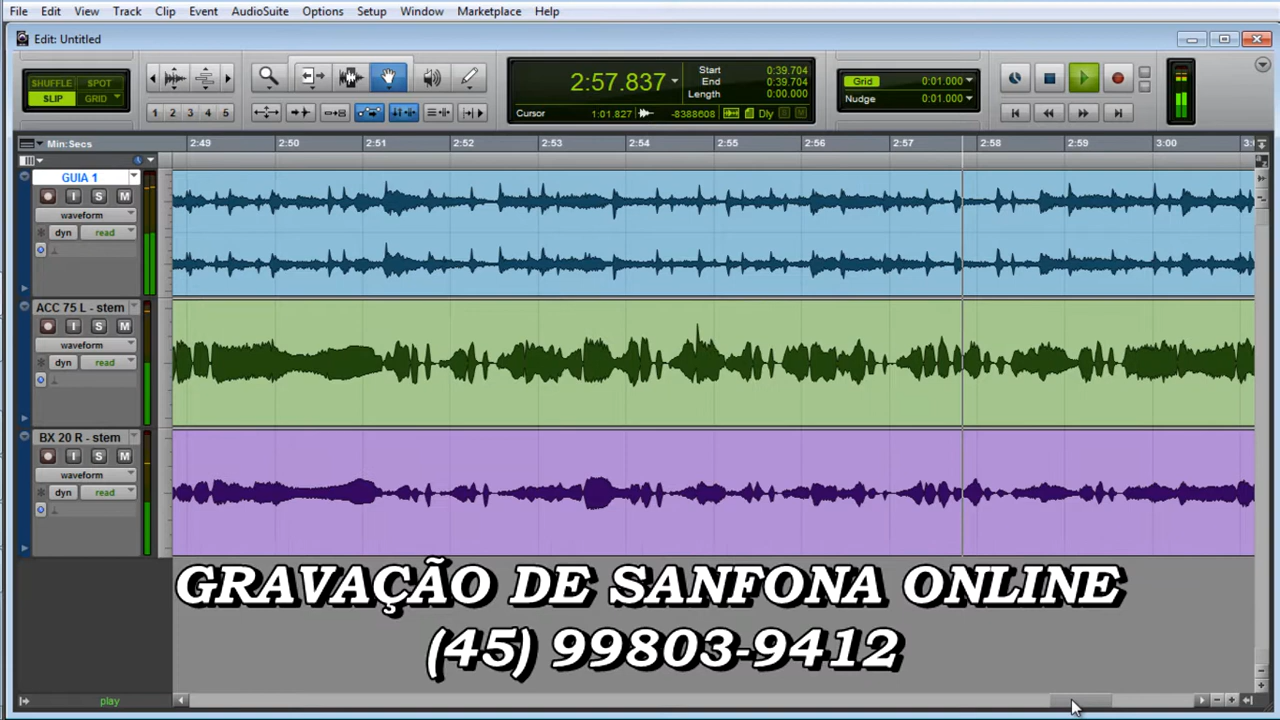 File Edit View Track Clip Event AudioSuite Options Setup Window Marketplace Help
Edit: Untitled
SHUFFLE SPOT
SLIP GRID
1 2 3 4 5
2:57.837
Start 0:39.704
End 0:39.704
Length 0:00.000
Cursor 1:01.827 -8388608 Dly S M
Grid 0:01.000
Nudge 0:01.000
Min:Secs 2:49 2:50 2:51 2:52 2:53 2:54 2:55 2:56 2:57 2:58 2:59 3:00
GUIA 1
I S M
waveform
dyn read
ACC 75 L - stem
I S M
waveform
dyn read
BX 20 R - stem
I S M
waveform
dyn read
GRAVAÇÃO DE SANFONA ONLINE
(45) 99803-9412
play